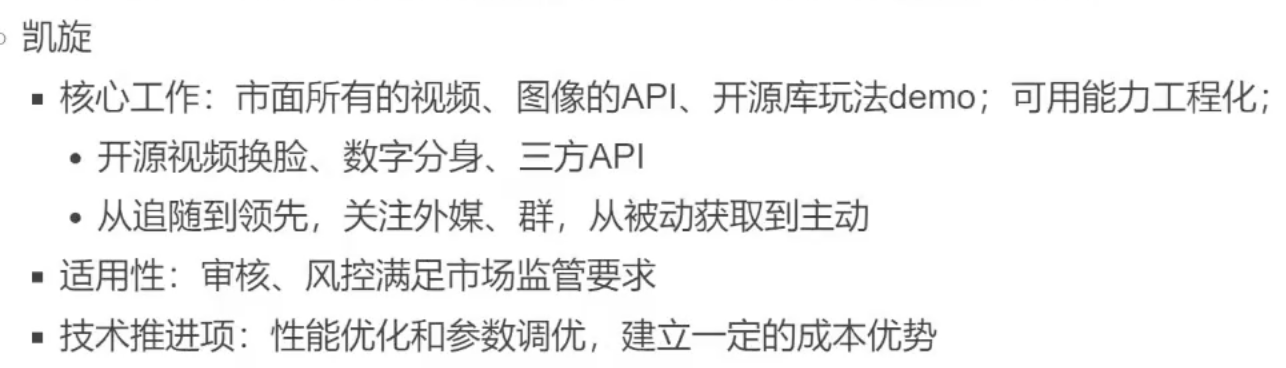 凯旋
核心工作：市面所有的视频、图像的API、开源库玩法demo；可用能力工程化；
开源视频换脸、数字分身、三方API
从追随到领先，关注外媒、群，从被动获取到主动
适用性：审核、风控满足市场监管要求
技术推进项：性能优化和参数调优，建立一定的成本优势